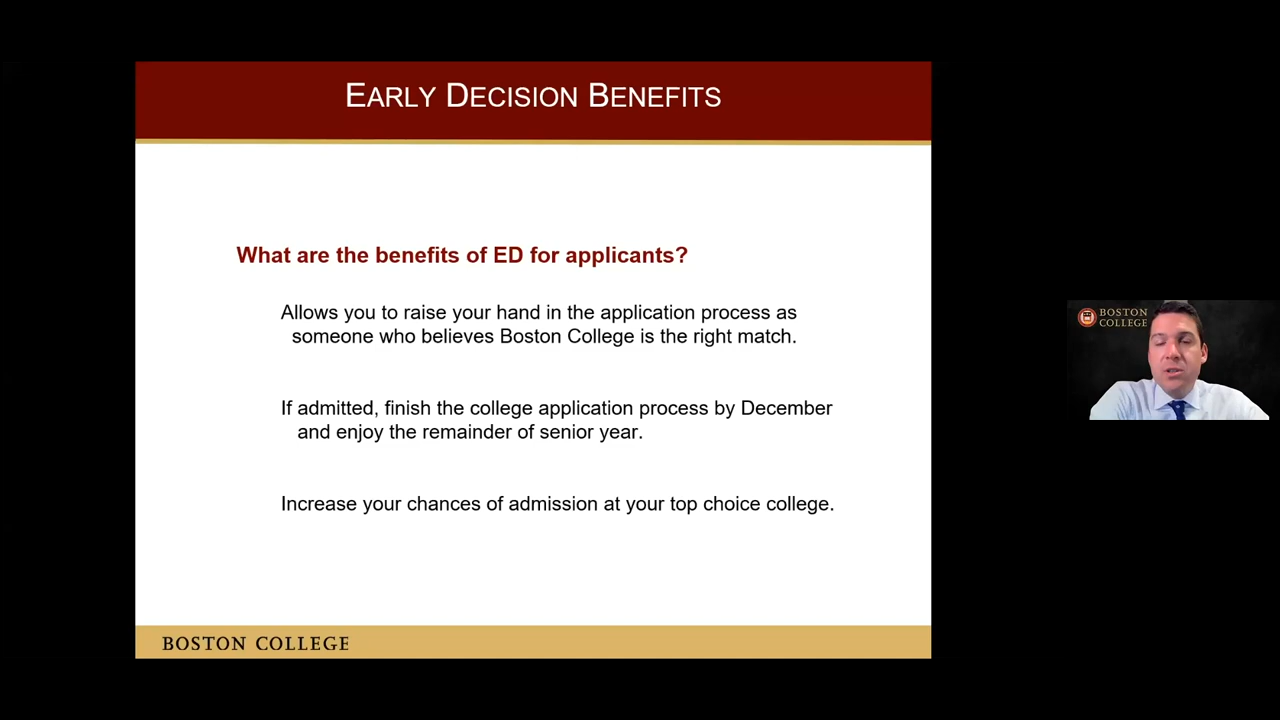 EARLY DECISION BENEFITS
What are the benefits of ED for applicants?
Allows you to raise your hand in the application process as
someone who believes Boston College is the right match.
If admitted, finish the college application process by December
and enjoy the remainder of senior year.
Increase your chances of admission at your top choice college.
BOSTON COLLEGE
BOSTON
COLLEGE